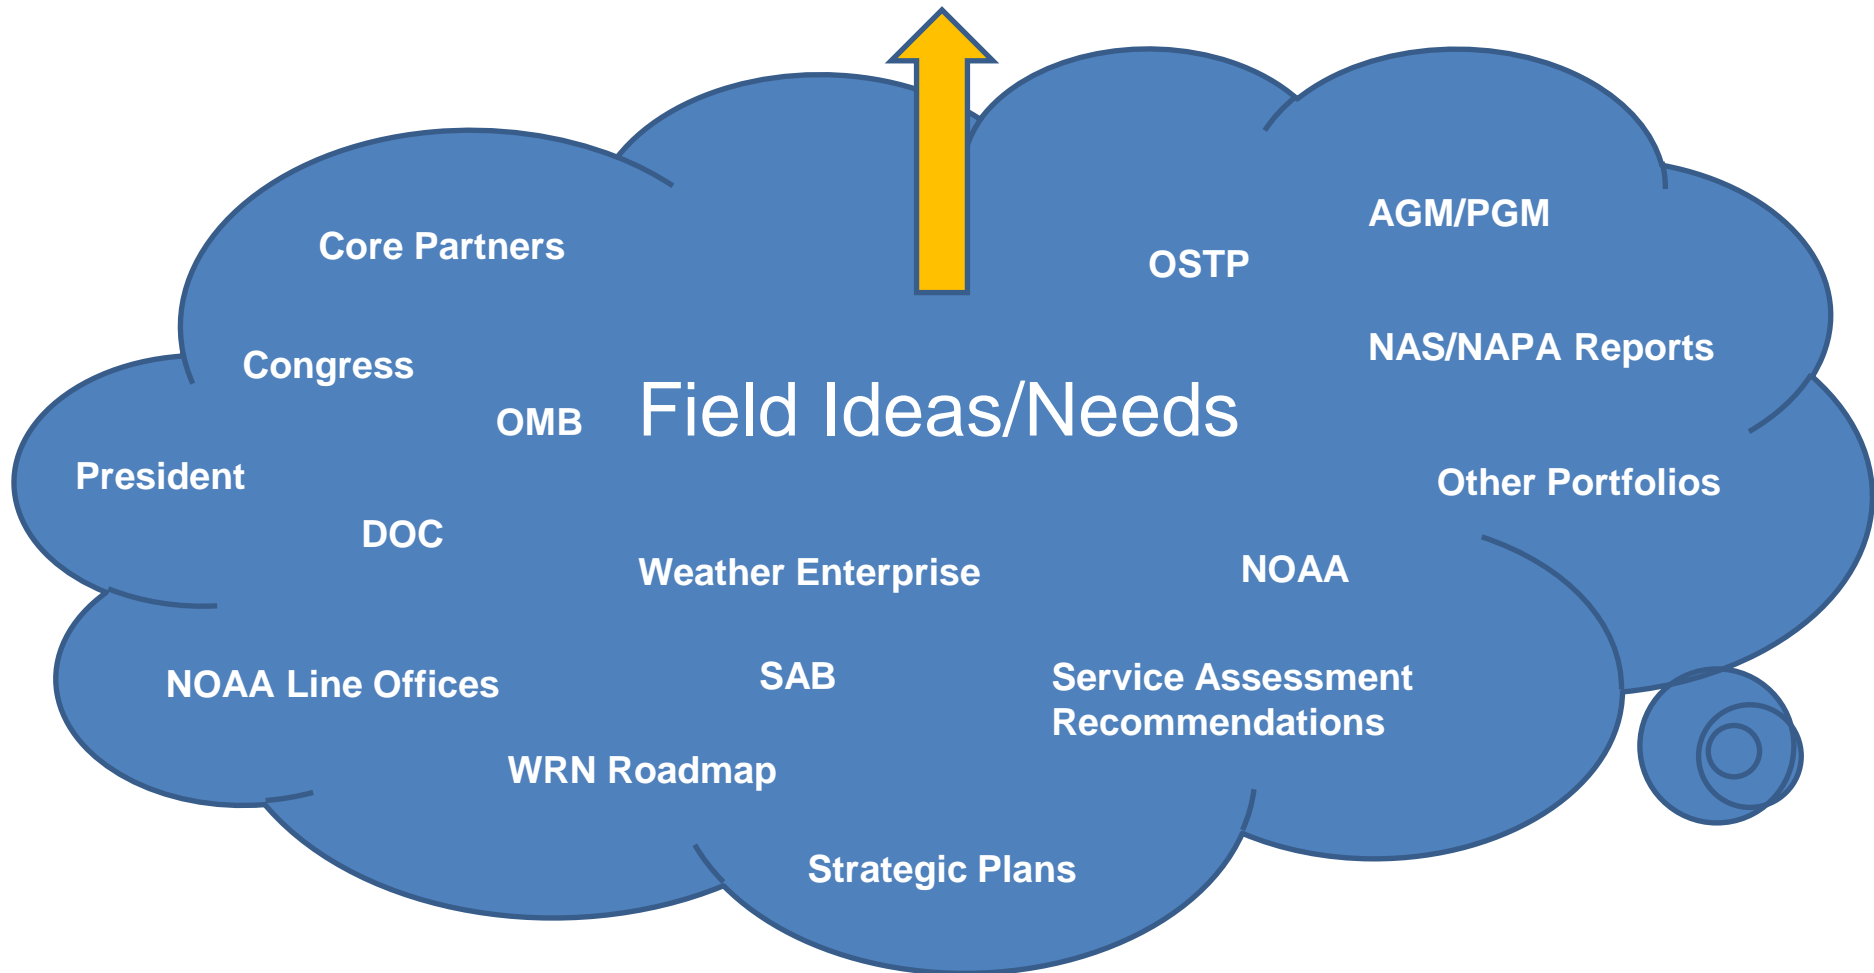 AGM/PGM
Core Partners
OSTP
NAS/NAPA Reports
Congress
OMB
Field Ideas/Needs
President
Other Portfolios
DOC
Weather Enterprise
NOAA
NOAA Line Offices
SAB
Service Assessment
Recommendations
WRN Roadmap
Strategic Plans